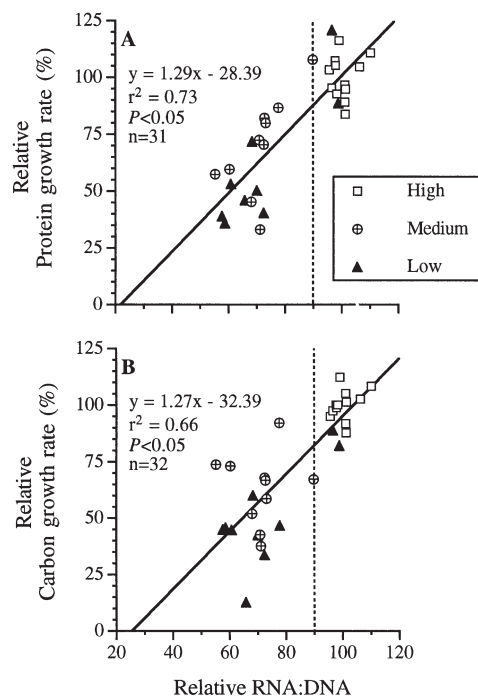 A
y = 1.29x - 28.39
r² = 0.73
P<0.05
n=31
Relative
Protein growth rate (%)
125
100
75
50
25
0
High
Medium
Low
B
y = 1.27x - 32.39
r² = 0.66
P<0.05
n=32
Relative
Carbon growth rate (%)
125
100
75
50
25
0
20 40 60 80 100 120
Relative RNA:DNA